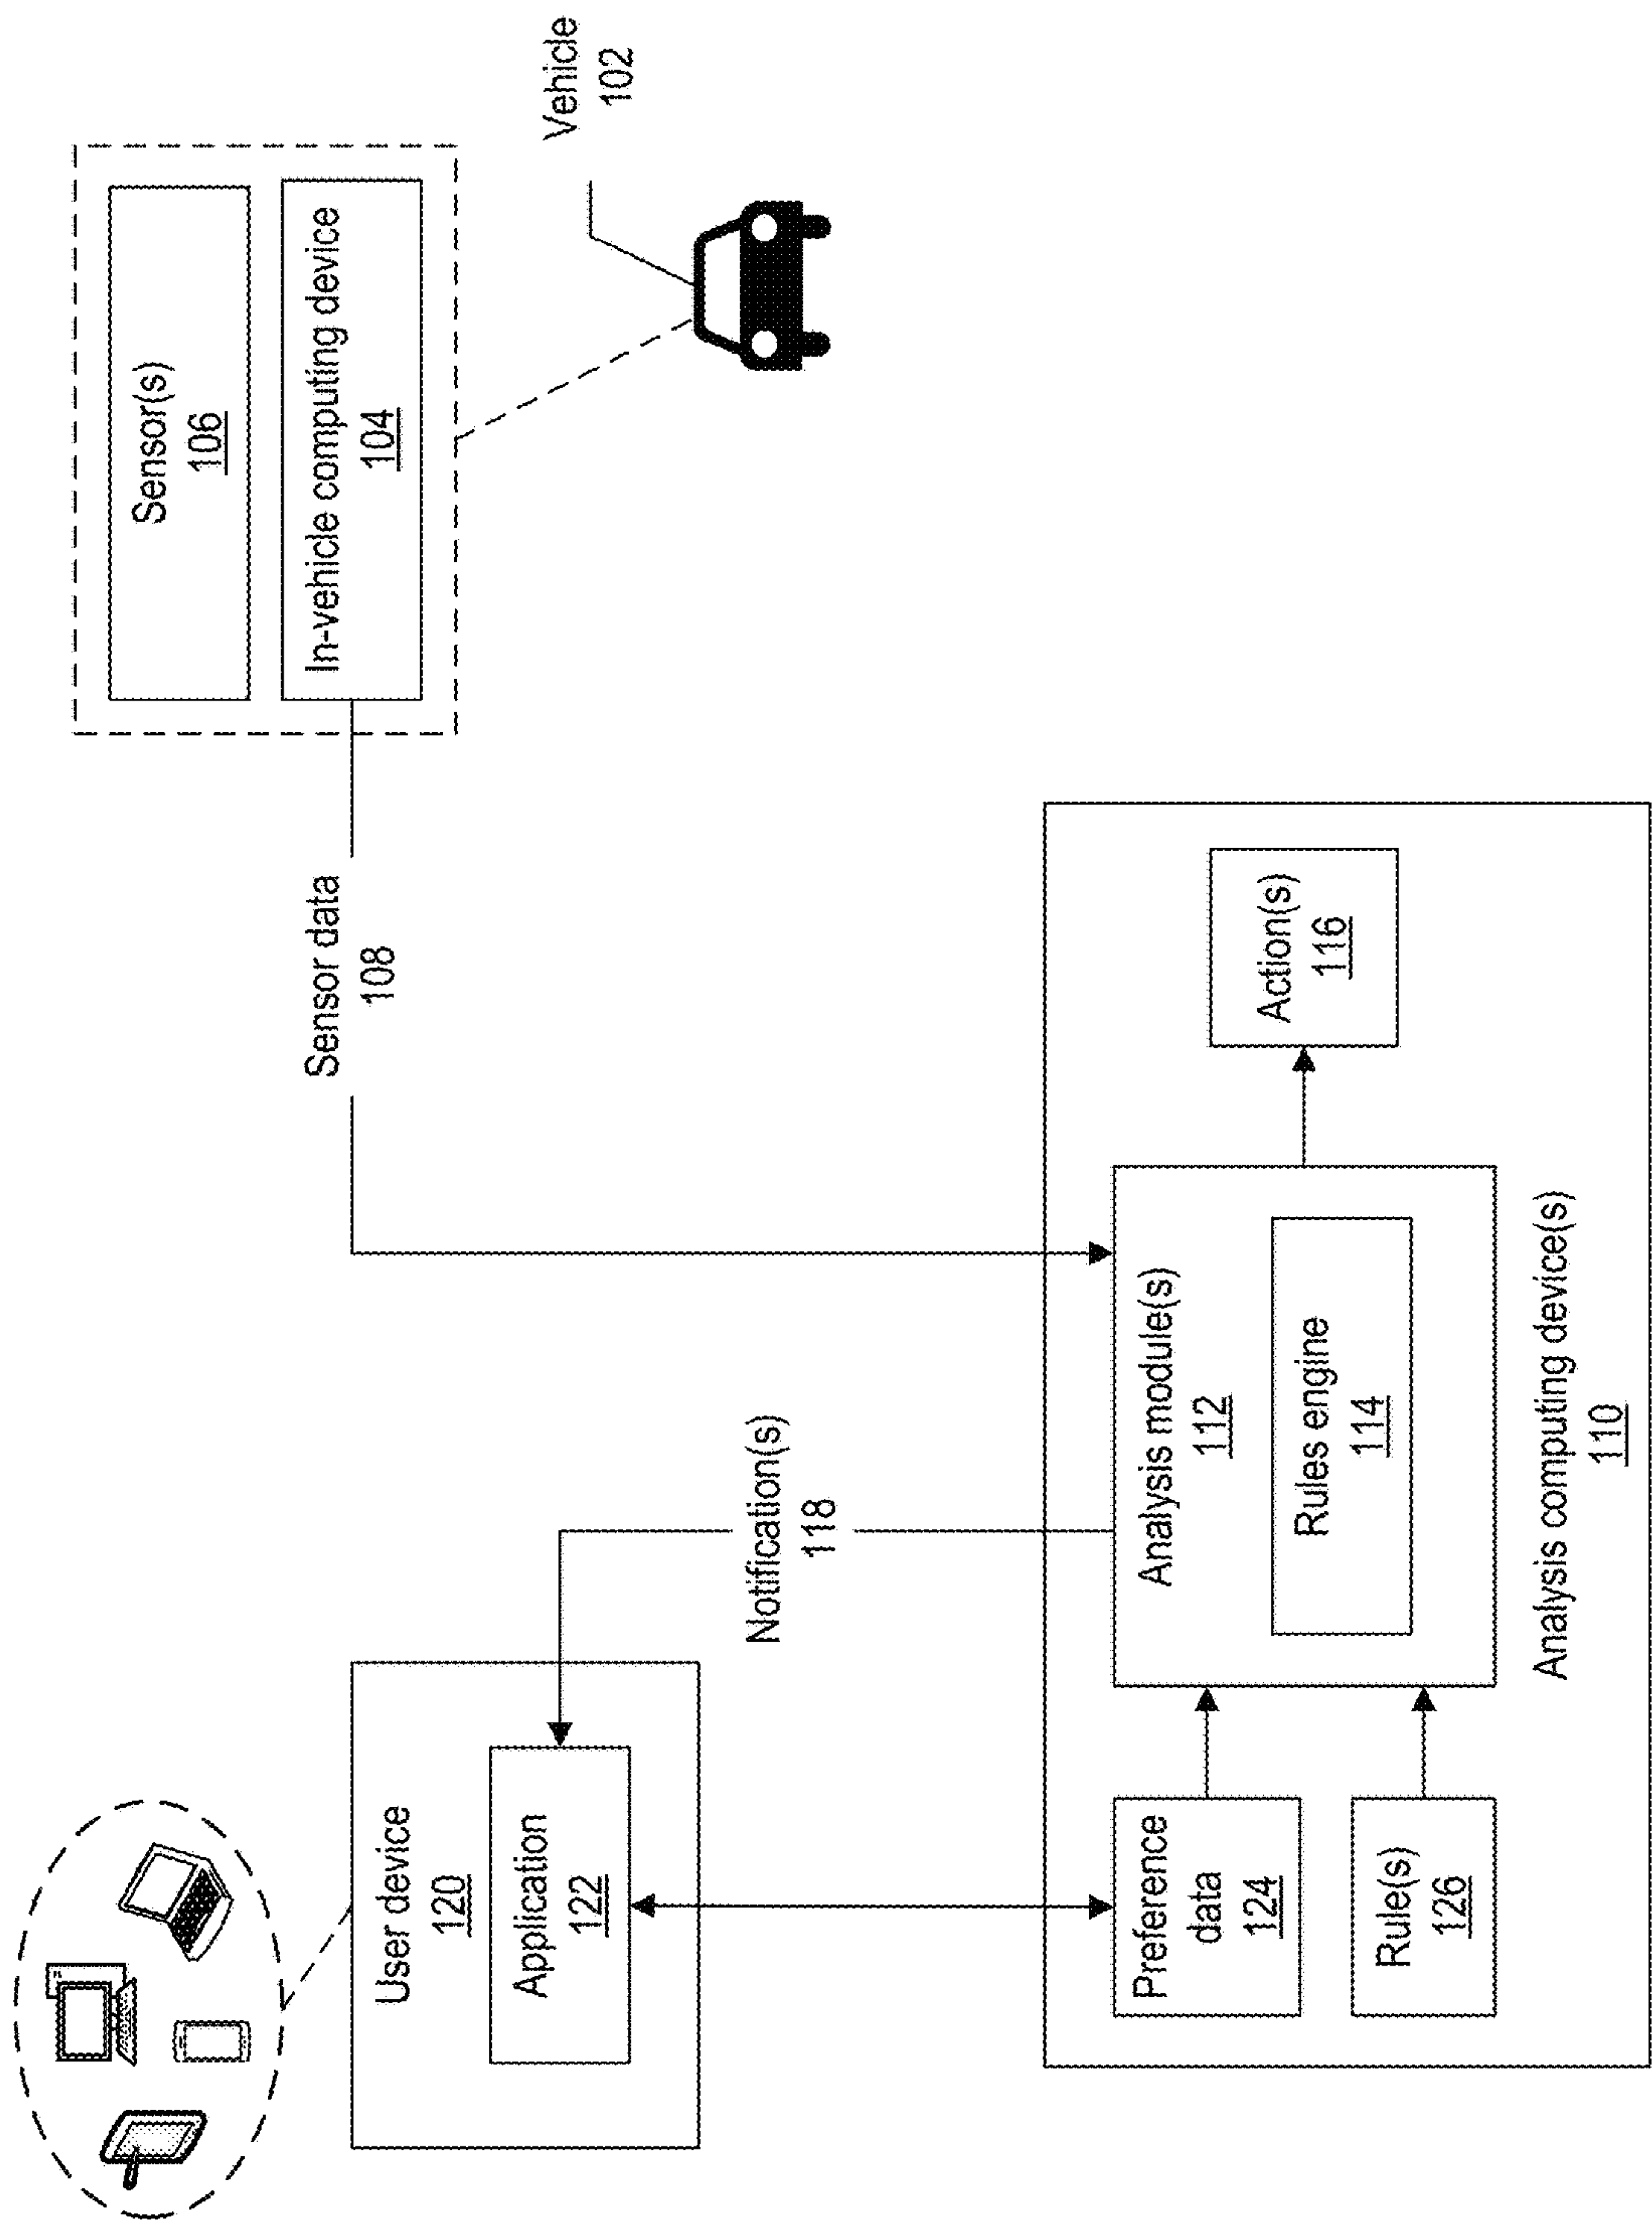 User device
120
Application
122
Sensor(s)
106
In-vehicle computing device
104
Sensor data
108
Vehicle
102
Notification(s)
118
Preference
data
124
Rule(s)
126
Analysis module(s)
112
Rules engine
114
Action(s)
116
Analysis computing device(s)
110